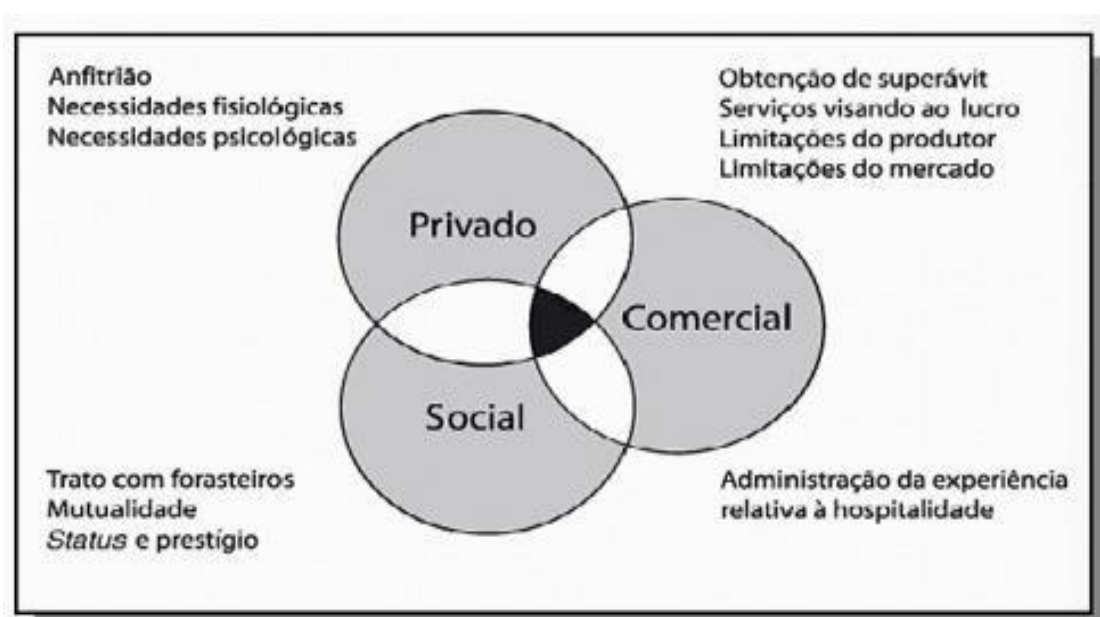 Anfitrião
Necessidades fisiológicas
Necessidades psicológicas
Obtenção de superávit
Serviços visando ao lucro
Limitações do produtor
Limitações do mercado
Privado
Comercial
Social
Trato com forasteiros
Mutualidade
Status e prestígio
Administração da experiência
relativa à hospitalidade